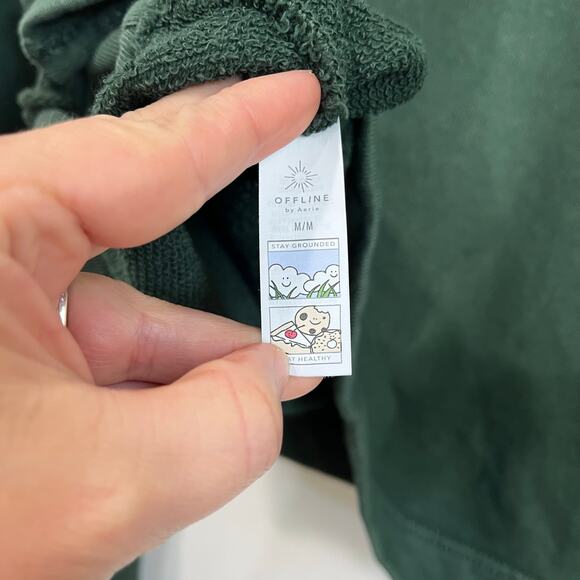 OFFLINE
by Aerie
M/M
STAY GROUNDED
HEALTHY